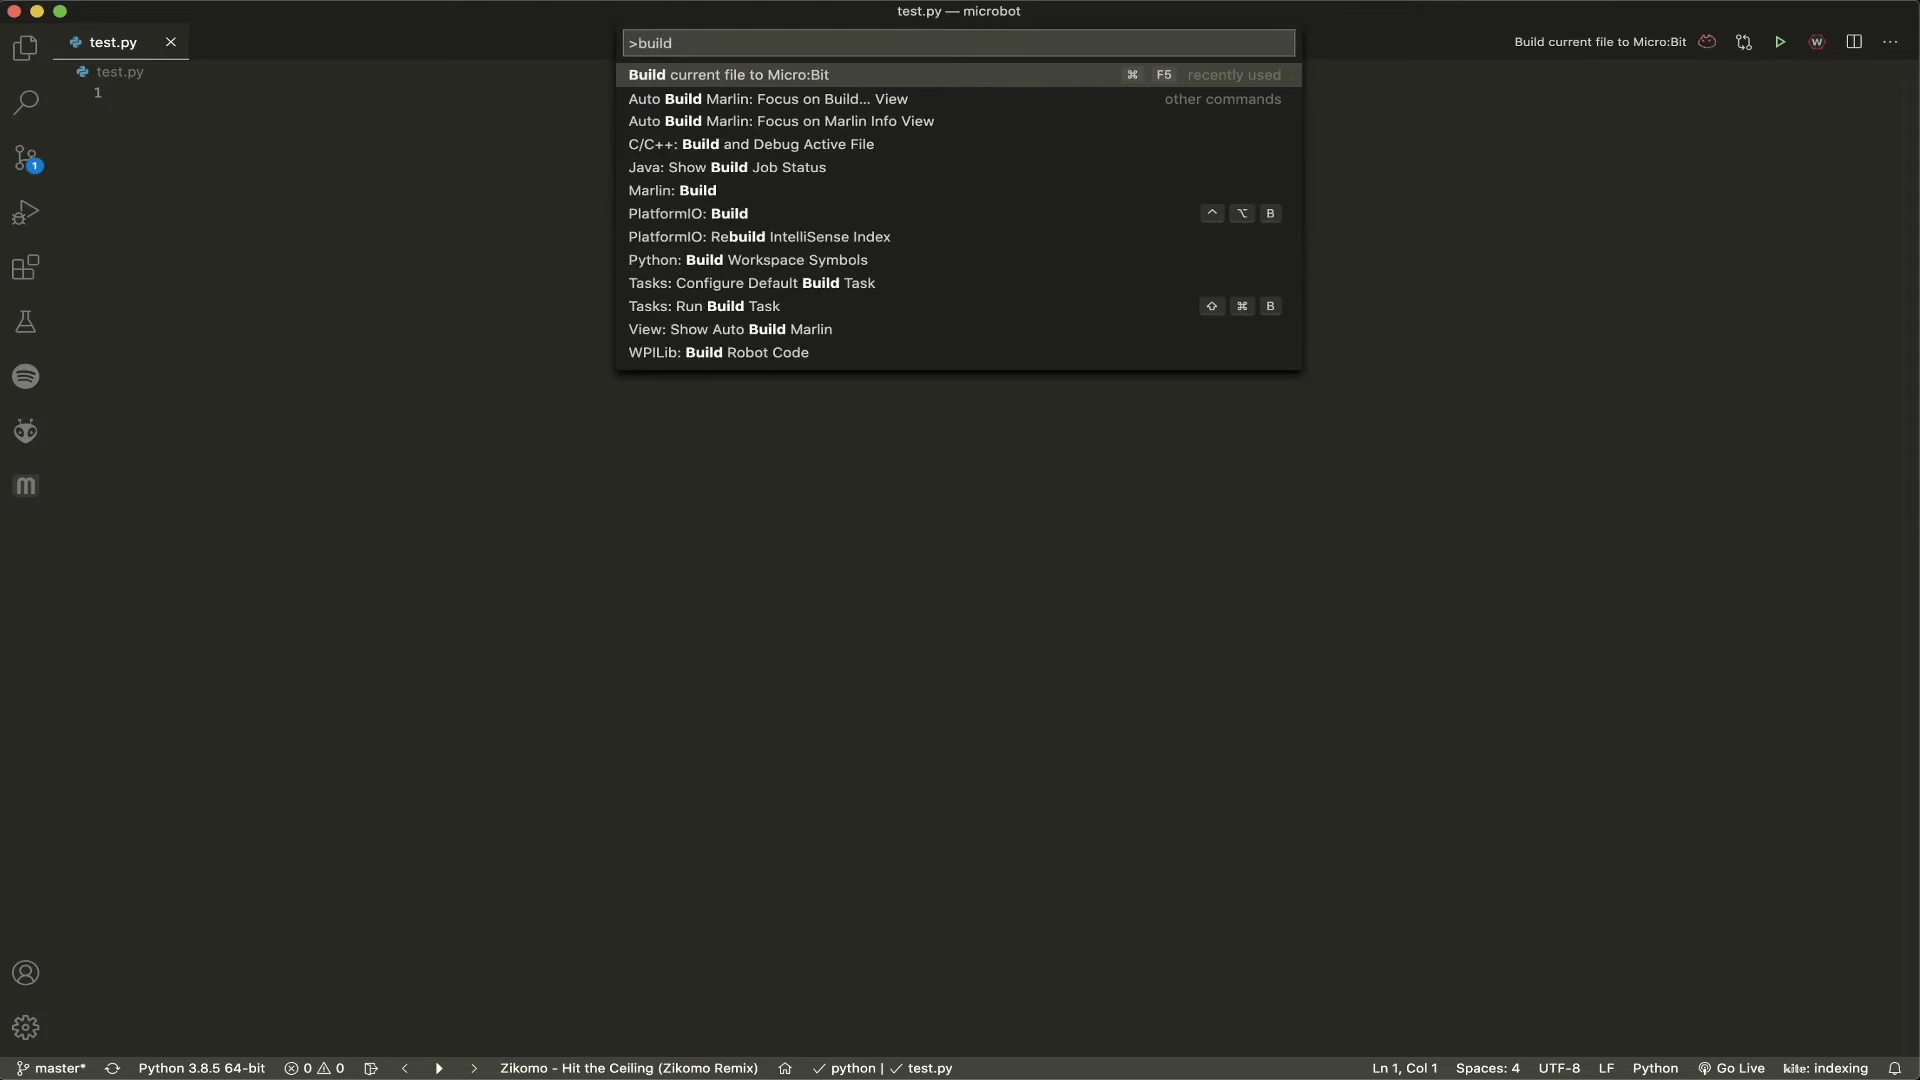 test.py — microbot
test.py
Build current file to Micro:Bit
test.py
1
>build
Build current file to Micro:Bit ⌘ F5 recently used
Auto Build Marlin: Focus on Build... View other commands
Auto Build Marlin: Focus on Marlin Info View
C/C++: Build and Debug Active File
Java: Show Build Job Status
Marlin: Build
PlatformIO: Build ^ ⌥ B
PlatformIO: Rebuild IntelliSense Index
Python: Build Workspace Symbols
Tasks: Configure Default Build Task
Tasks: Run Build Task ⇧ ⌘ B
View: Show Auto Build Marlin
WPILib: Build Robot Code
1
m
W
master* Python 3.8.5 64-bit 0 0 Zikomo - Hit the Ceiling (Zikomo Remix) ✓ python | ✓ test.py Ln 1, Col 1 Spaces: 4 UTF-8 LF Python Go Live kite: indexing